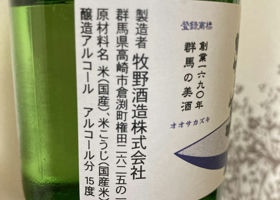 登録商標
創業一六九〇年
群馬の美酒
オオサカズキ
製造者 牧野酒造株式会社
群馬県高崎市倉渕町権田二六二五の一
原材料名 米(国産)、米こうじ(国産米)
醸造アルコール アルコール分 15度